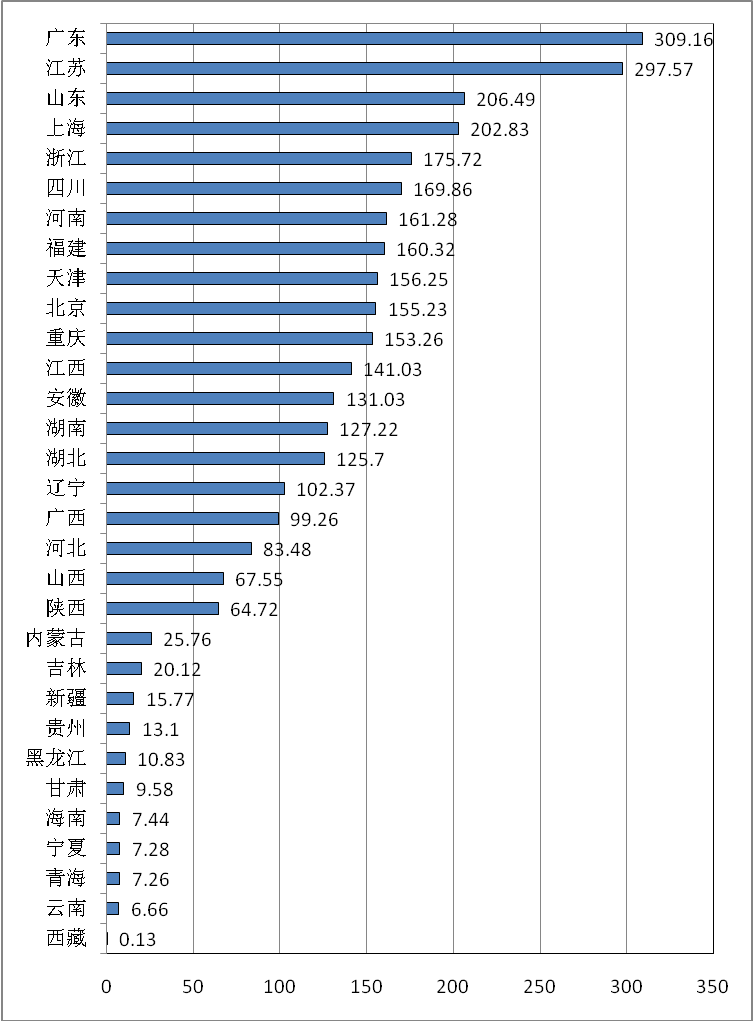 广东 309.16
江苏 297.57
山东 206.49
上海 202.83
浙江 175.72
四川 169.86
河南 161.28
福建 160.32
天津 156.25
北京 155.23
重庆 153.26
江西 141.03
安徽 131.03
湖南 127.22
湖北 125.7
辽宁 102.37
广西 99.26
河北 83.48
山西 67.55
陕西 64.72
内蒙古 25.76
吉林 20.12
新疆 15.77
贵州 13.1
黑龙江 10.83
甘肃 9.58
海南 7.44
宁夏 7.28
青海 7.26
云南 6.66
西藏 0.13
0 50 100 150 200 250 300 350